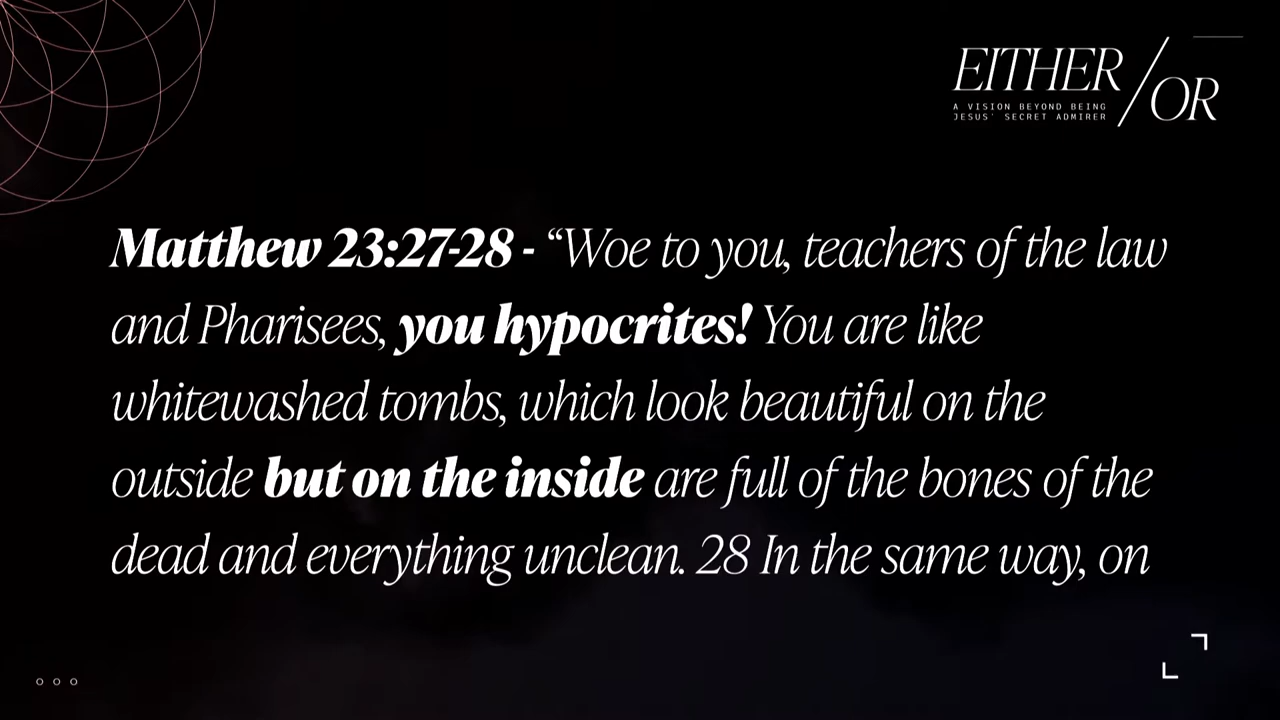 EITHER/OR
A VISION BEYOND BEING
JESUS' SECRET ADMIRER
Matthew 23:27-28 - “Woe to you, teachers of the law
and Pharisees, you hypocrites! You are like
whitewashed tombs, which look beautiful on the
outside but on the inside are full of the bones of the
dead and everything unclean. 28 In the same way, on